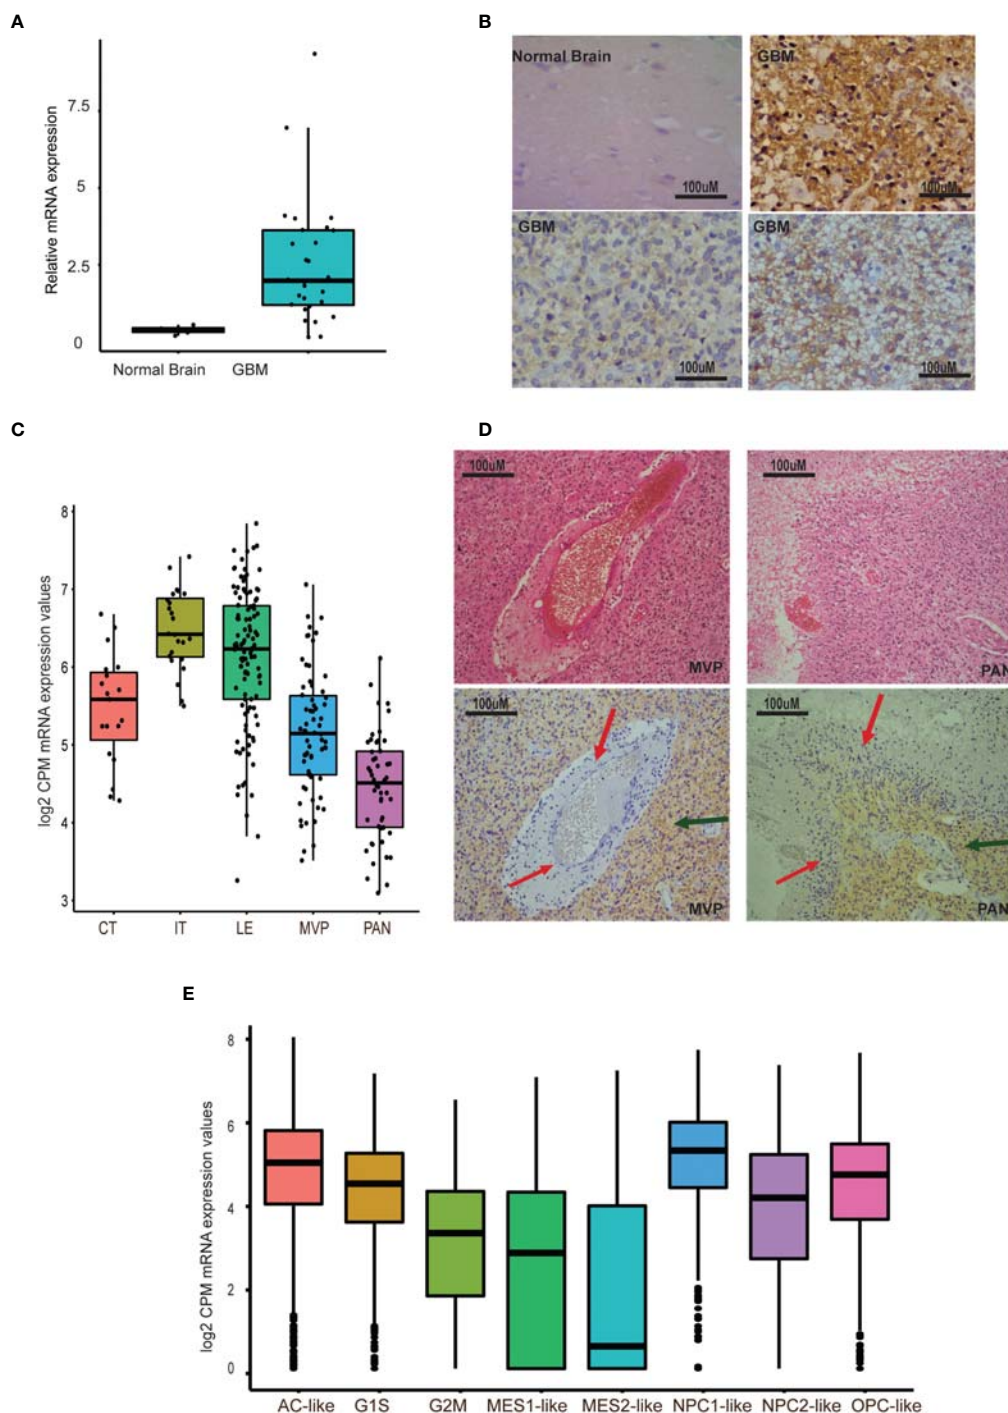 A
Relative mRNA expression
7.5
5
2.5
0
Normal Brain
GBM
B
Normal Brain
100uM
GBM
100uM
GBM
100uM
GBM
100uM
C
log2 CPM mRNA expression values
8
7
6
5
4
3
CT
IT
LE
MVP
PAN
D
100uM
MVP
100uM
PAN
100uM
MVP
100uM
PAN
E
log2 CPM mRNA expression values
8
6
4
2
0
AC-like
G1S
G2M
MES1-like
MES2-like
NPC1-like
NPC2-like
OPC-like